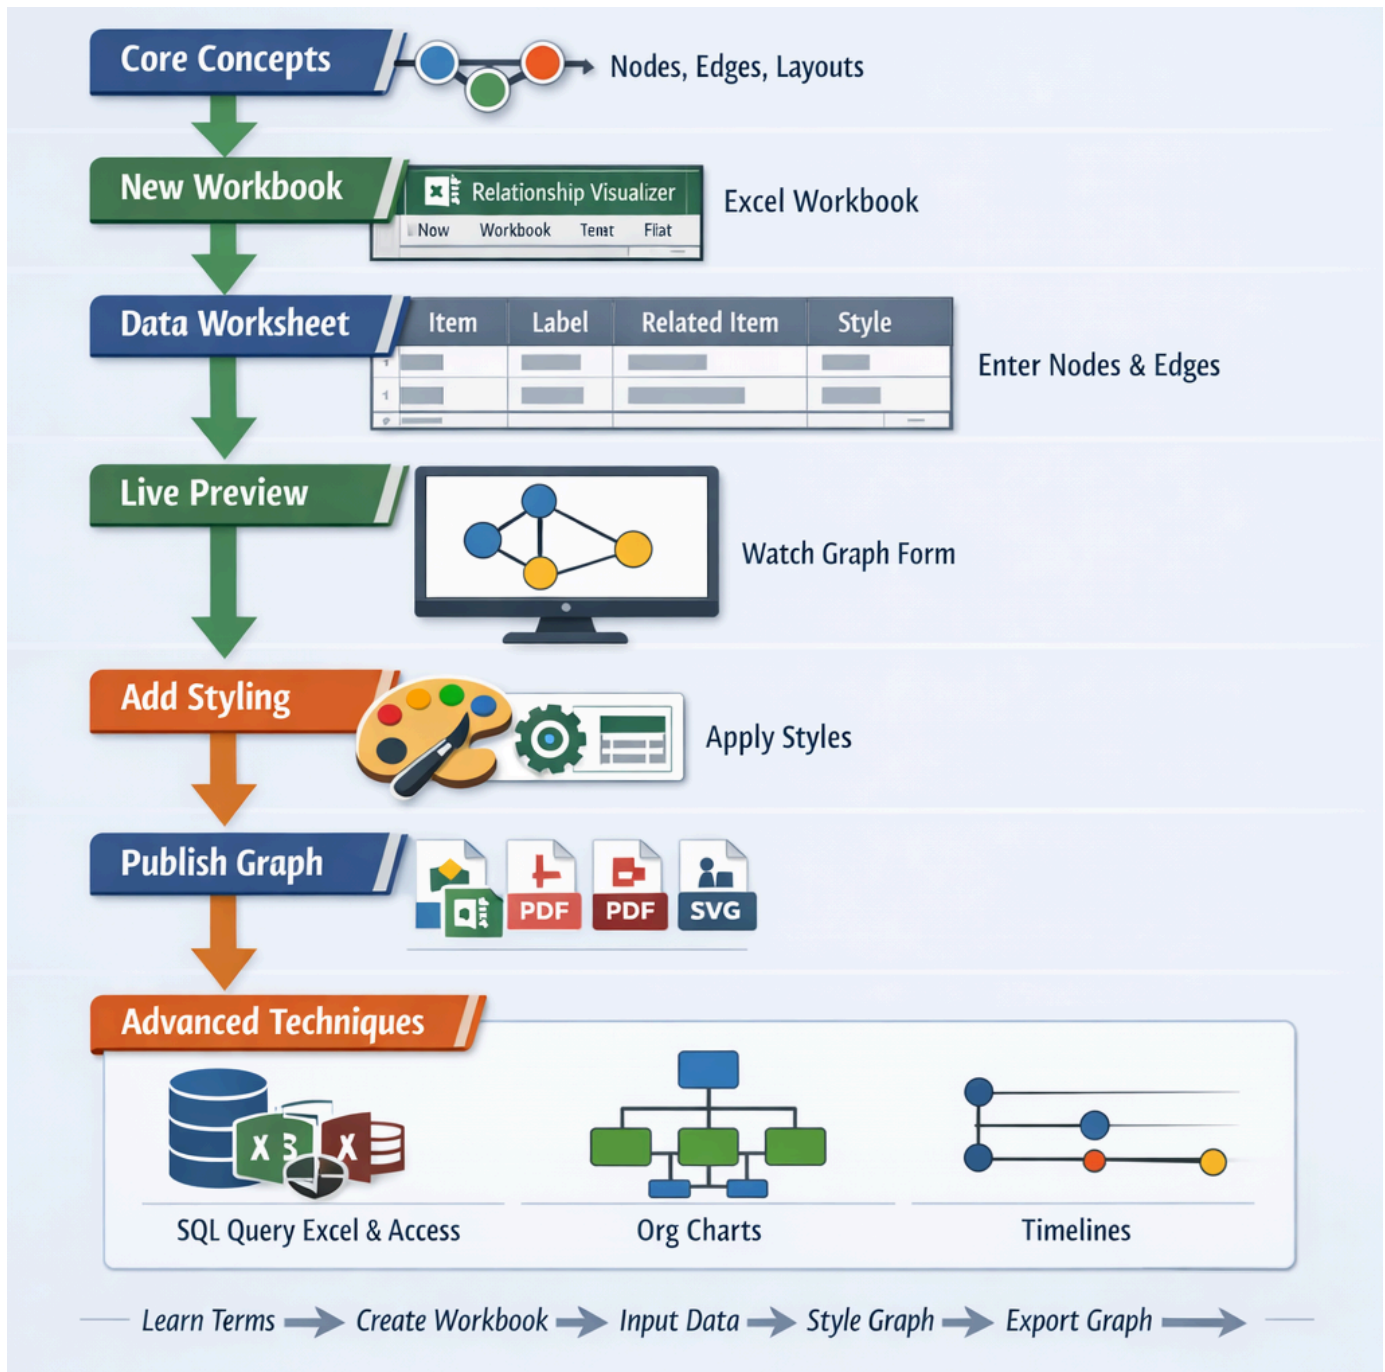 Core Concepts
Nodes, Edges, Layouts
New Workbook
Relationship Visualizer
Now Workbook Temat Fliat
Excel Workbook
Data Worksheet
Item Label Related Item Style
Enter Nodes & Edges
Live Preview
Watch Graph Form
Add Styling
Apply Styles
Publish Graph
PDF PDF SVG
Advanced Techniques
SQL Query Excel & Access
Org Charts
Timelines
Learn Terms Create Workbook Input Data Style Graph Export Graph